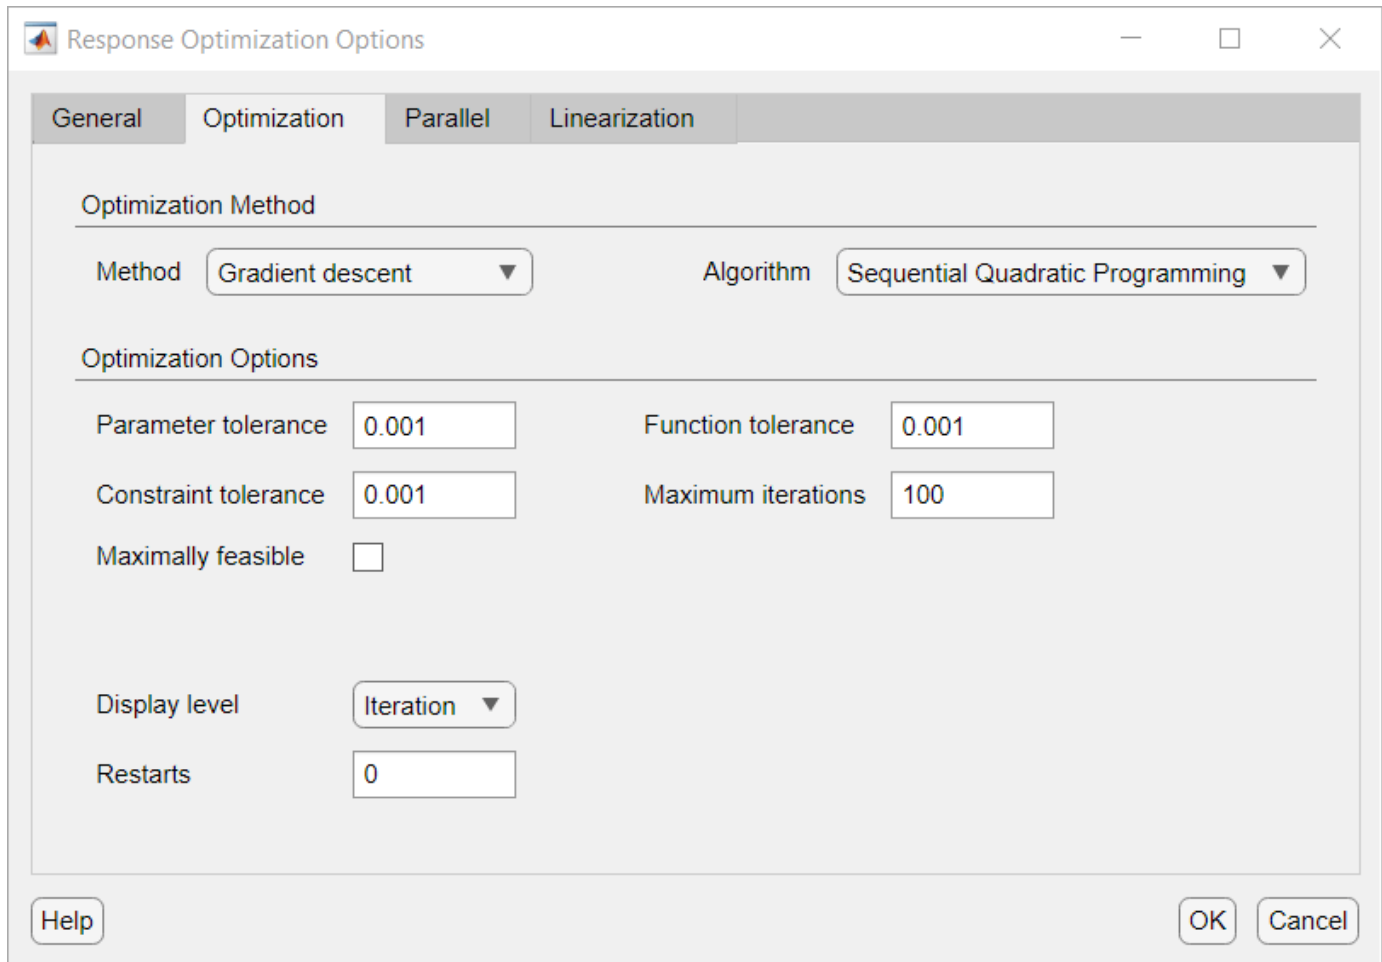 Response Optimization Options
General Optimization Parallel Linearization
Optimization Method
Method Gradient descent Algorithm Sequential Quadratic Programming
Optimization Options
Parameter tolerance 0.001 Function tolerance 0.001
Constraint tolerance 0.001 Maximum iterations 100
Maximally feasible
Display level Iteration
Restarts 0
Help OK Cancel